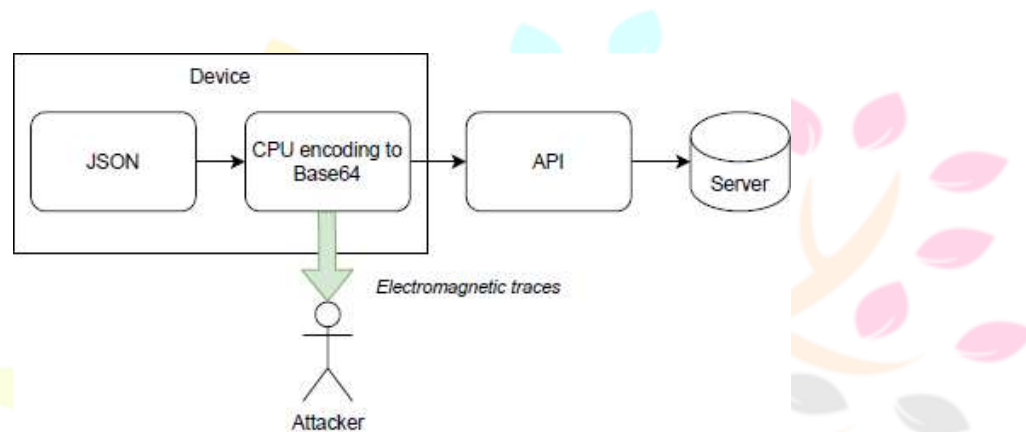 Device
JSON
CPU encoding to
Base64
API
Server
Electromagnetic traces
Attacker